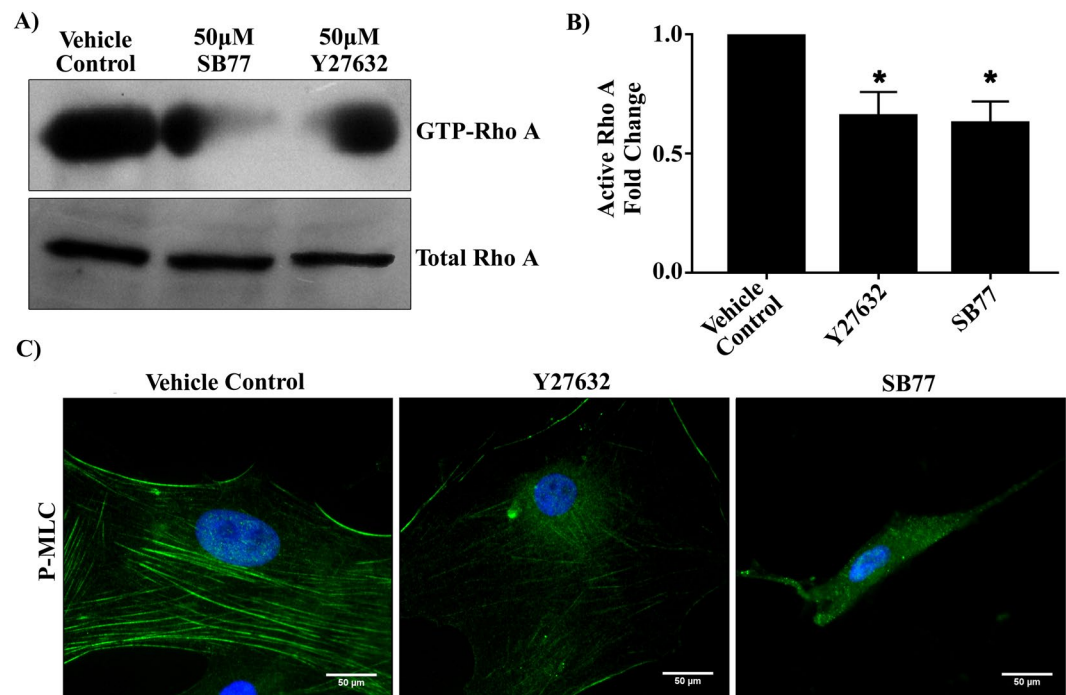 A)
Vehicle
Control
50μM
SB77
50μM
Y27632
GTP-Rho A
Total Rho A
B)
Active Rho A
Fold Change
1.0
0.5
0.0
*
*
Vehicle
Control
Y27632
SB77
C)
Vehicle Control
Y27632
SB77
P-MLC
50 μm
50 μm
50 μm